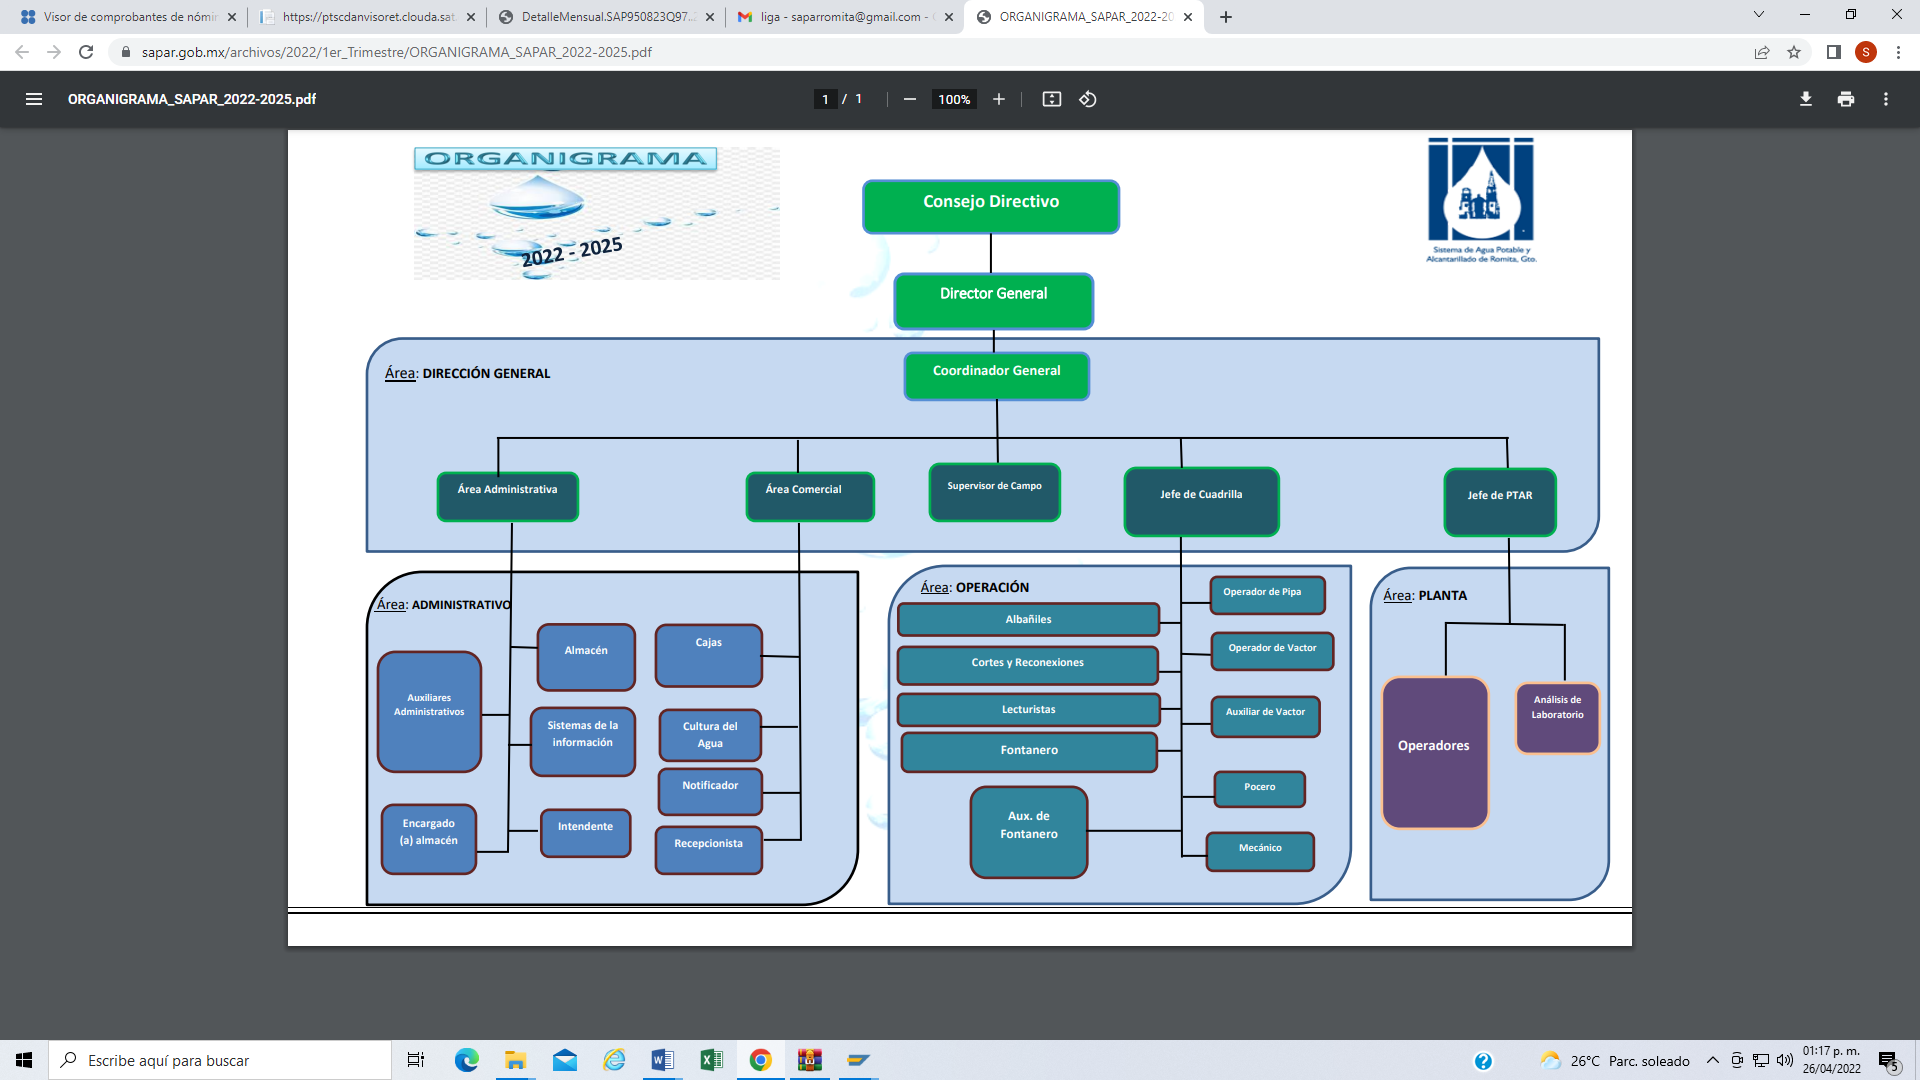 Visor de comprobantes de nómin
https://ptscdanvisoret.clouda.sat.
DetalleMensual.SAP950823Q97..
liga - saparromita@gmail.com -
ORGANIGRAMA_SAPAR_2022-20
sapar.gob.mx/archivos/2022/1er_Trimestre/ORGANIGRAMA_SAPAR_2022-2025.pdf
S
ORGANIGRAMA_SAPAR_2022-2025.pdf
1 / 1
100%
ORGANIGRAMA
2022 - 2025
Sistema de Agua Potable y
Alcantarillado de Romita, Gto.
Consejo Directivo
Director General
Coordinador General
Área: DIRECCIÓN GENERAL
Área Administrativa
Área Comercial
Supervisor de Campo
Jefe de Cuadrilla
Jefe de PTAR
Área: ADMINISTRATIVO
Auxiliares
Administrativos
Encargado
(a) almacén
Almacén
Sistemas de la
información
Intendente
Cajas
Cultura del
Agua
Notificador
Recepcionista
Área: OPERACIÓN
Albañiles
Cortes y Reconexiones
Lecturistas
Fontanero
Aux. de
Fontanero
Operador de Pipa
Operador de Vactor
Auxiliar de Vactor
Pocero
Mecánico
Área: PLANTA
Operadores
Análisis de
Laboratorio
Escribe aquí para buscar
26°C Parc. soleado
01:17 p. m.
26/04/2022
5